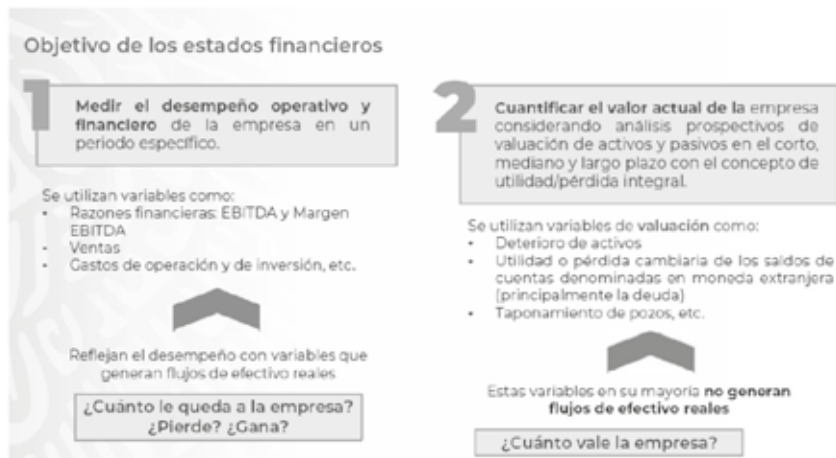 Objetivo de los estados financieros
1
Medir el desempeño operativo y
financiero de la empresa en un
periodo específico.
Se utilizan variables como:
• Razones financieras: EBITDA y Margen
EBITDA
• Ventas
• Gastos de operación y de inversión, etc.
Reflejan el desempeño con variables que
generan flujos de efectivo reales
¿Cuánto le queda a la empresa?
¿Pierde? ¿Gana?
2
Cuantificar el valor actual de la empresa
considerando análisis prospectivos de
valuación de activos y pasivos en el corto,
mediano y largo plazo con el concepto de
utilidad/pérdida integral.
Se utilizan variables de valuación como:
• Deterioro de activos
• Utilidad o pérdida cambiaria de los saldos de
cuentas denominadas en moneda extranjera
(principalmente la deuda)
• Taponamiento de pozos, etc.
Estas variables en su mayoría no generan
flujos de efectivo reales
¿Cuánto vale la empresa?